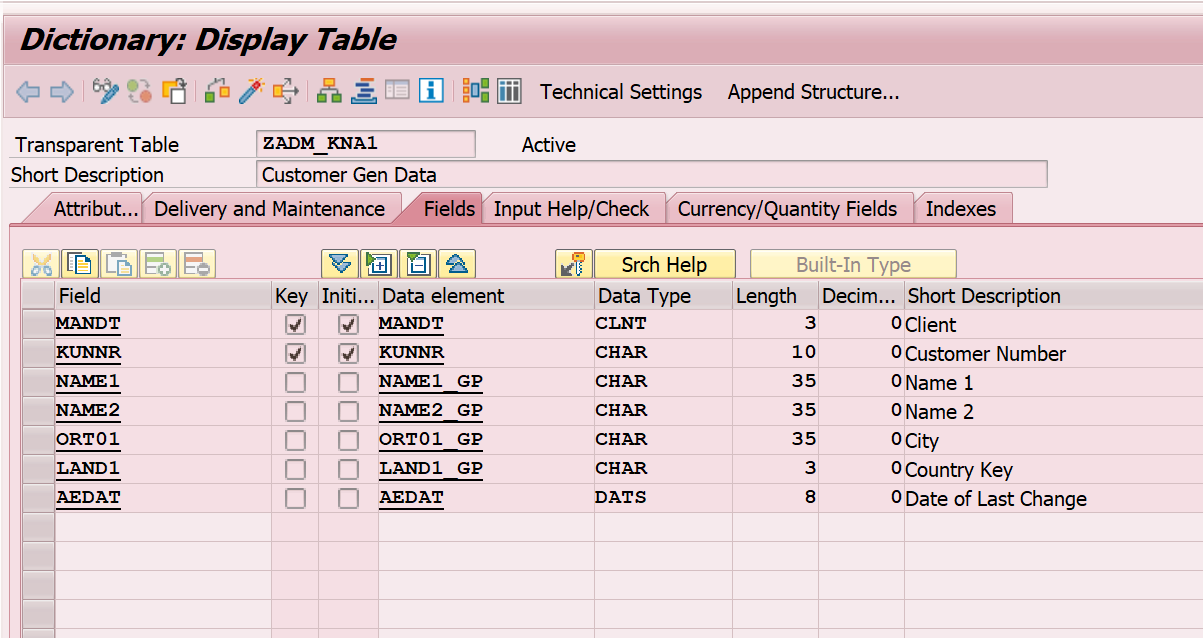 Dictionary: Display Table
Technical Settings Append Structure...
Transparent Table ZADM_KNA1 Active
Short Description Customer Gen Data
Attribut... Delivery and Maintenance Fields Input Help/Check Currency/Quantity Fields Indexes
Srch Help Built-In Type
Field Key Initi... Data element Data Type Length Decim... Short Description
MANDT MANDT CLNT 3 0 Client
KUNNR KUNNR CHAR 10 0 Customer Number
NAME1 NAME1_GP CHAR 35 0 Name 1
NAME2 NAME2_GP CHAR 35 0 Name 2
ORT01 ORT01_GP CHAR 35 0 City
LAND1 LAND1_GP CHAR 3 0 Country Key
AEDAT AEDAT DATS 8 0 Date of Last Change